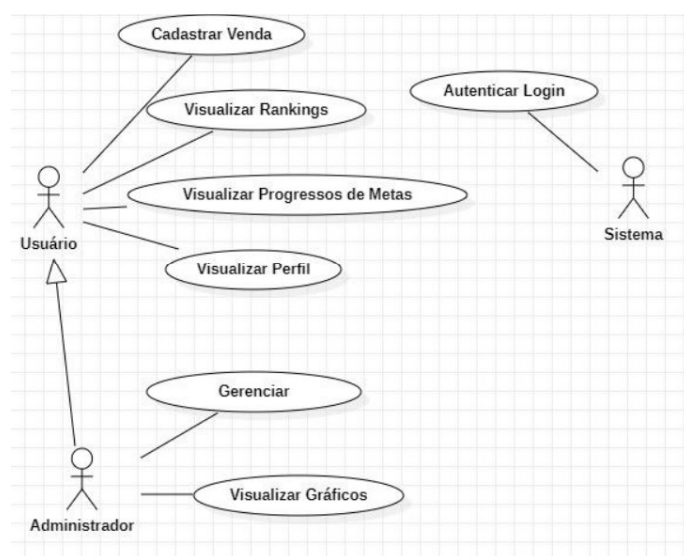 Cadastrar Venda
Autenticar Login
Visualizar Rankings
Visualizar Progressos de Metas
Sistema
Usuário
Visualizar Perfil
Gerenciar
Visualizar Gráficos
Administrador